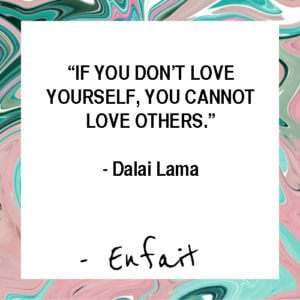 “IF YOU DON’T LOVE
YOURSELF, YOU CANNOT
LOVE OTHERS.”
- Dalai Lama
- Enfait